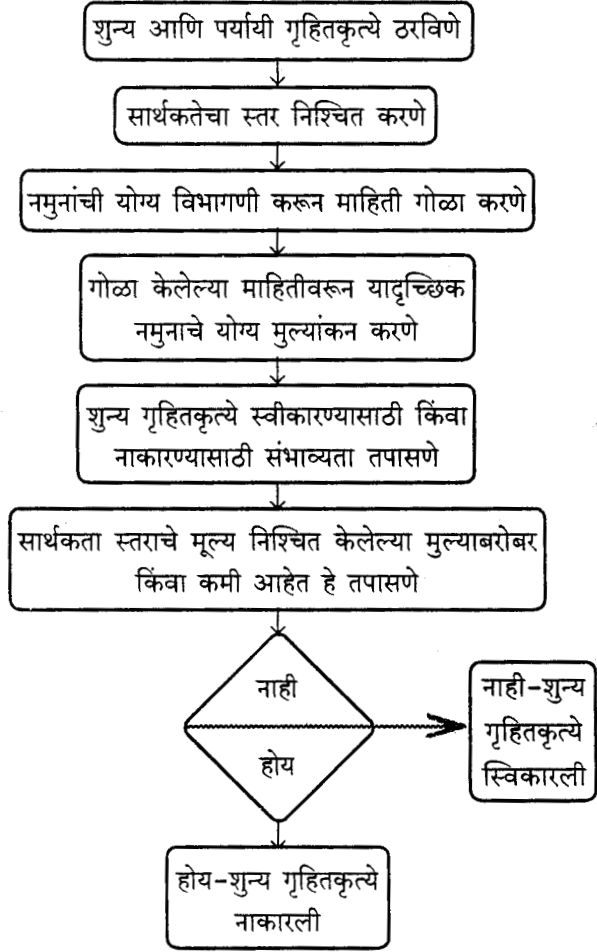 शुन्य आणि पर्यायी गृहितकृत्ये ठरविणे
सार्थकतेचा स्तर निश्चित करणे
नमुनांची योग्य विभागणी करून माहिती गोळा करणे
गोळा केलेल्या माहितीवरून यादृच्छिक
नमुनाचे योग्य मुल्यांकन करणे
शुन्य गृहितकृत्ये स्वीकारण्यासाठी किंवा
नाकारण्यासाठी संभाव्यता तपासणे
सार्थकता स्तराचे मूल्य निश्चित केलेल्या मुल्याबरोबर
किंवा कमी आहेत हे तपासणे
नाही
होय
नाही-शुन्य
गृहितकृत्ये
स्विकारली
होय-शुन्य गृहितकृत्ये
नाकारली